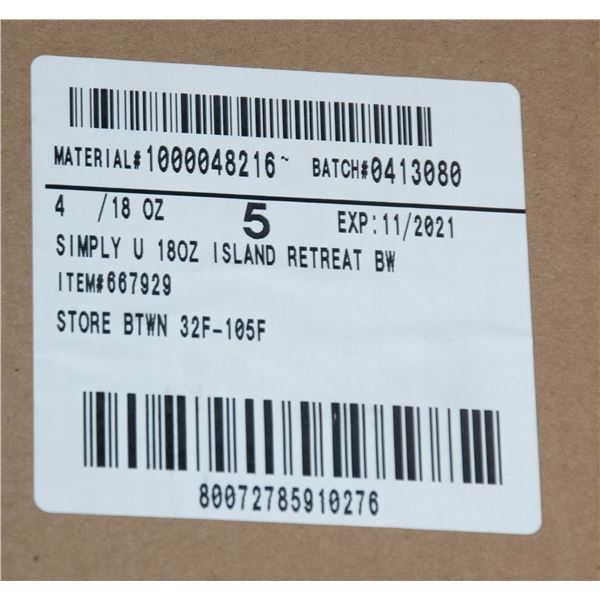 MATERIAL#1000048216~ BATCH#0413080
4 /18 OZ 5 EXP:11/2021
SIMPLY U 18OZ ISLAND RETREAT BW
ITEM#667929
STORE BTWN 32F-105F
80072785910276